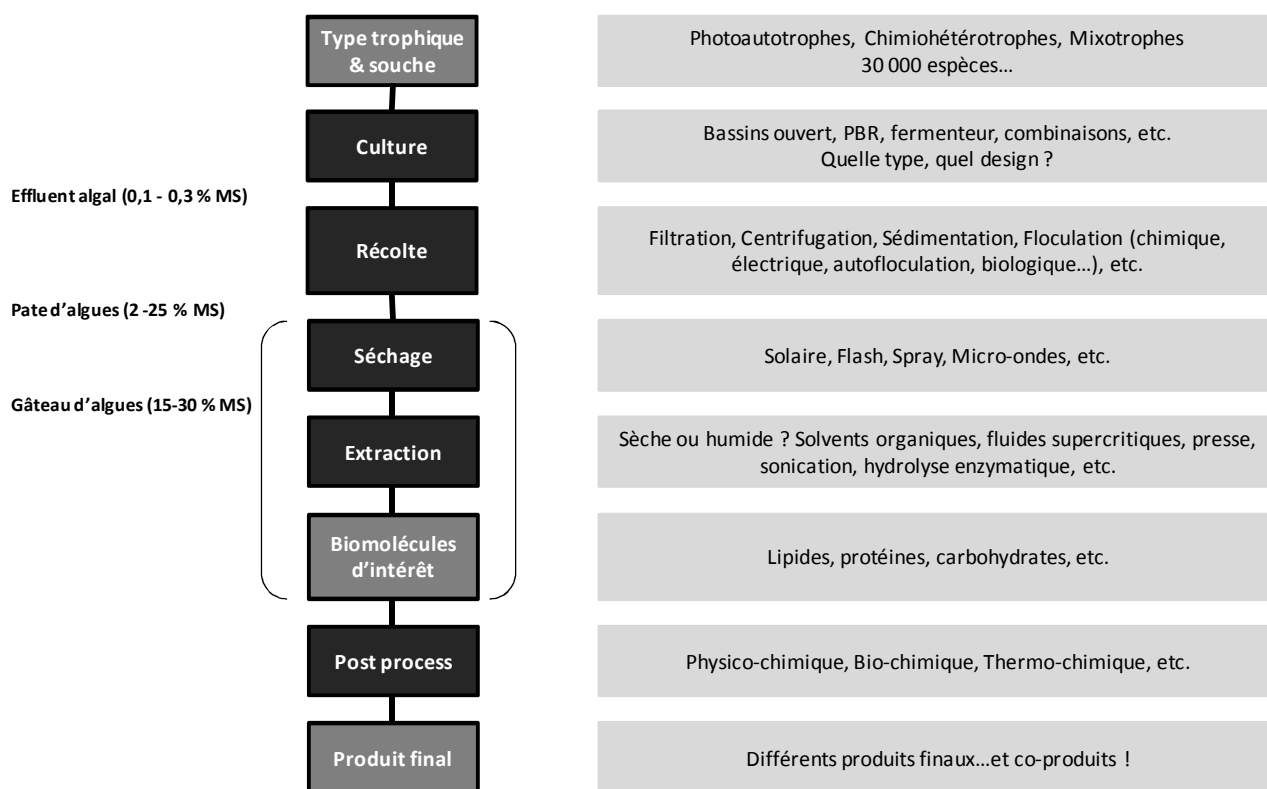 Type trophique
& souche
Photoautotrophes, Chimiohétérotrophes, Mixotrophes
30 000 espèces…
Culture
Bassins ouvert, PBR, fermenteur, combinaisons, etc.
Quelle type, quel design ?
Effluent algal (0,1 - 0,3 % MS)
Récolte
Filtration, Centrifugation, Sédimentation, Floculation (chimique,
électrique, autofloculation, biologique…), etc.
Pate d’algues (2 -25 % MS)
Séchage
Solaire, Flash, Spray, Micro-ondes, etc.
Gâteau d’algues (15-30 % MS)
Extraction
Sèche ou humide ? Solvents organiques, fluides supercritiques, presse,
sonication, hydrolyse enzymatique, etc.
Biomolécules
d’intérêt
Lipides, protéines, carbohydrates, etc.
Post process
Physico-chimique, Bio-chimique, Thermo-chimique, etc.
Produit final
Différents produits finaux…et co-produits !